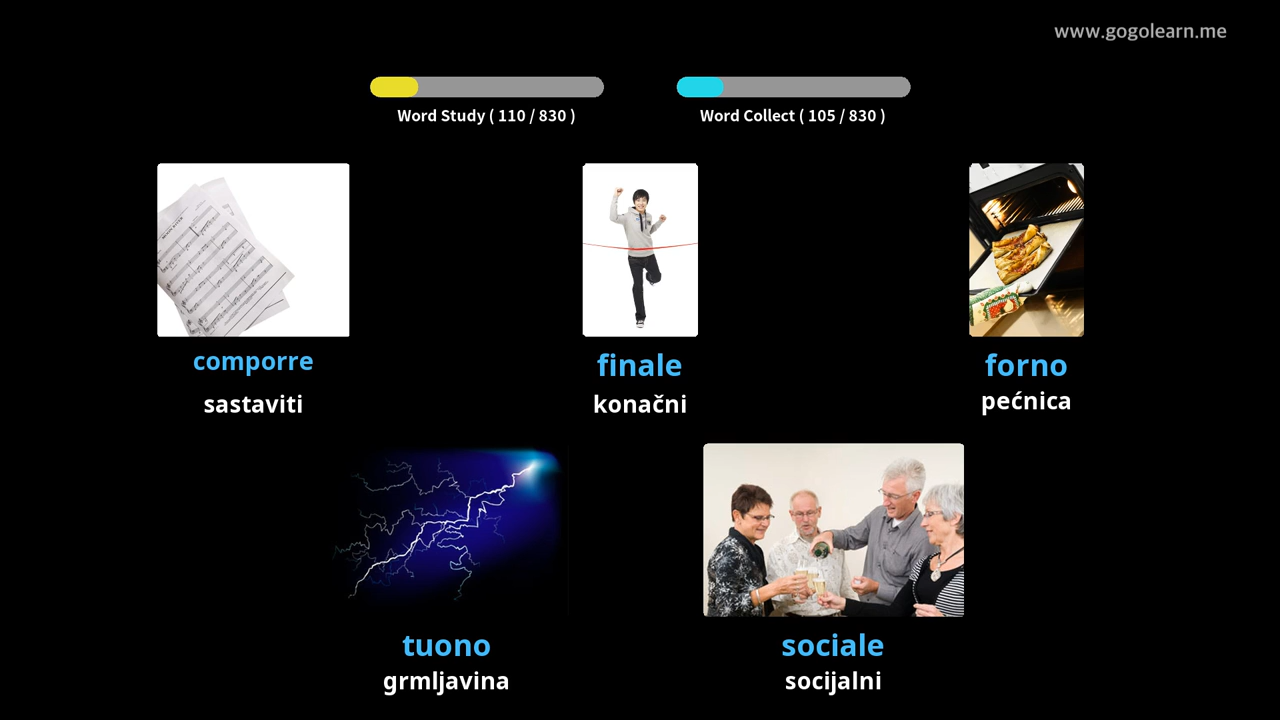 www.gogolearn.me
Word Study ( 110 / 830 )
Word Collect ( 105 / 830 )
comporre
sastaviti
finale
konačni
forno
pećnica
tuono
grmljavina
sociale
socijalni